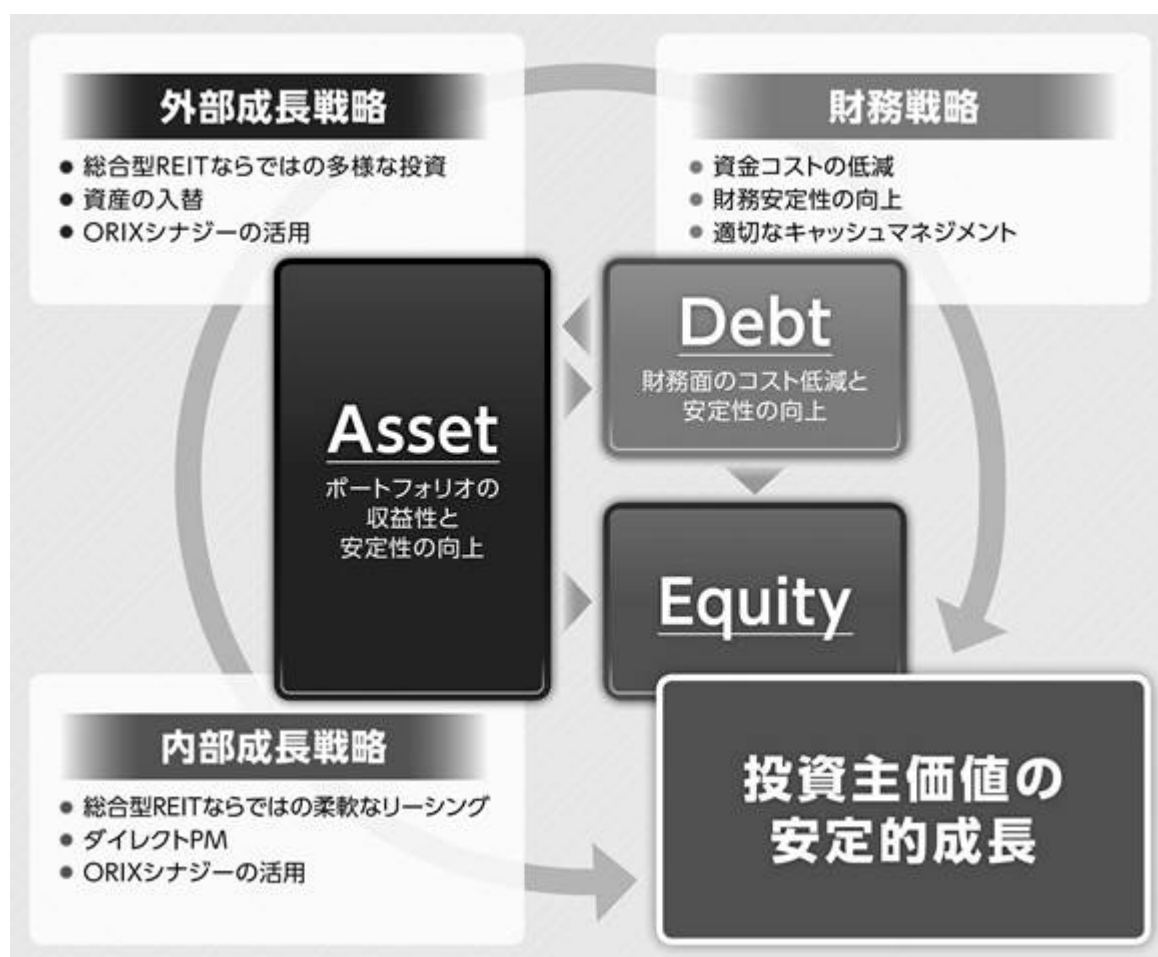 外部成長戦略
● 総合型REITならではの多様な投資
● 資産の入替
● ORIXシナジーの活用
財務戦略
● 資金コストの低減
● 財務安定性の向上
● 適切なキャッシュマネジメント
Asset
ポートフォリオの
収益性と
安定性の向上
Debt
財務面のコスト低減と
安定性の向上
Equity
内部成長戦略
● 総合型REITならではの柔軟なリーシング
● ダイレクトPM
● ORIXシナジーの活用
投資主価値の
安定的成長